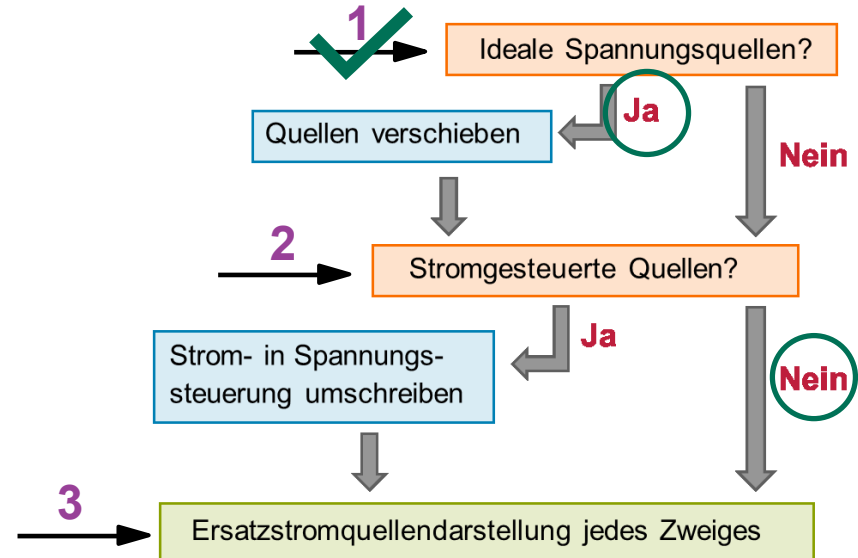 1
Ideale Spannungsquellen?
Ja
Quellen verschieben
Nein
2
Stromgesteuerte Quellen?
Ja
Strom- in Spannungs-
steuerung umschreiben
Nein
3
Ersatzstromquellendarstellung jedes Zweiges